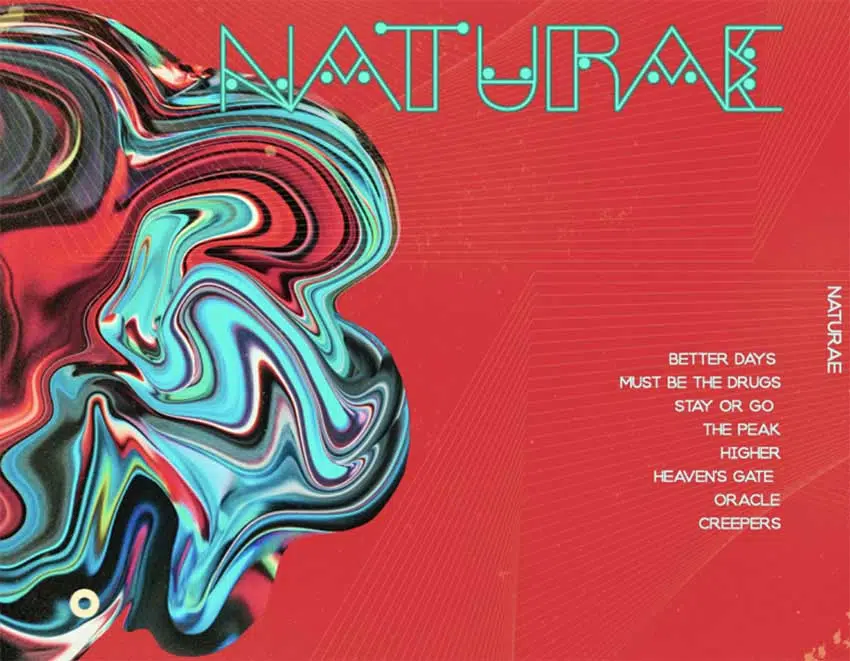 NATURAE
NATURAE
BETTER DAYS
MUST BE THE DRUGS
STAY OR GO
THE PEAK
HIGHER
HEAVEN'S GATE
ORACLE
CREEPERS